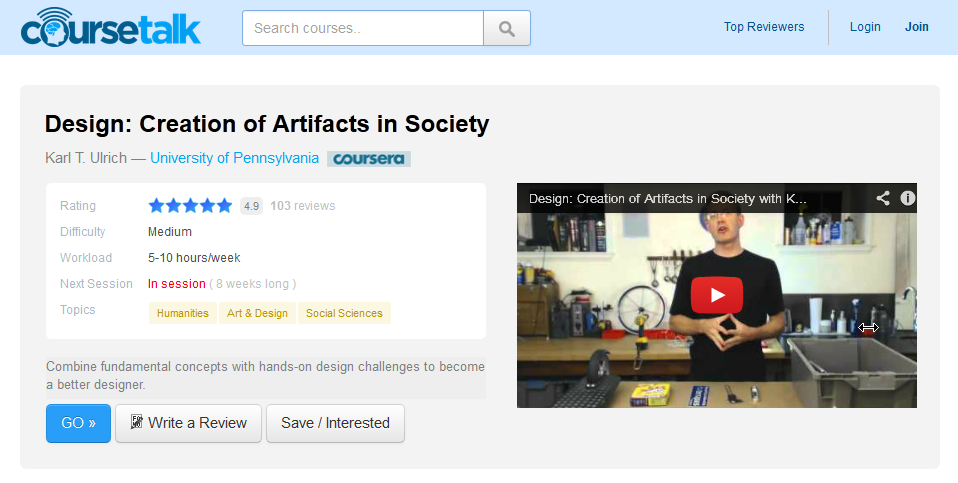 coursetalk
Search courses..
Top Reviewers
Login
Join
Design: Creation of Artifacts in Society
Karl T. Ulrich — University of Pennsylvania coursera
Rating 4.9 103 reviews
Difficulty Medium
Workload 5-10 hours/week
Next Session In session ( 8 weeks long )
Topics Humanities Art & Design Social Sciences
Combine fundamental concepts with hands-on design challenges to become
a better designer.
GO »
Write a Review
Save / Interested
Design: Creation of Artifacts in Society with K...